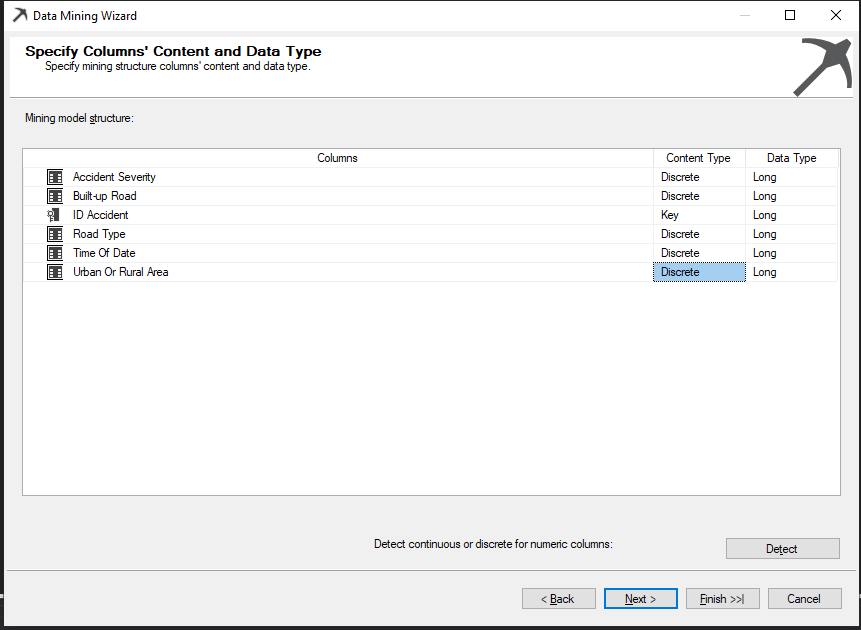 Data Mining Wizard
Specify Columns' Content and Data Type
Specify mining structure columns' content and data type.
Mining model structure:
Columns Content Type Data Type
Accident Severity Discrete Long
Built-up Road Discrete Long
ID Accident Key Long
Road Type Discrete Long
Time Of Date Discrete Long
Urban Or Rural Area Discrete Long
Detect continuous or discrete for numeric columns: Detect
< Back Next > Finish >>| Cancel